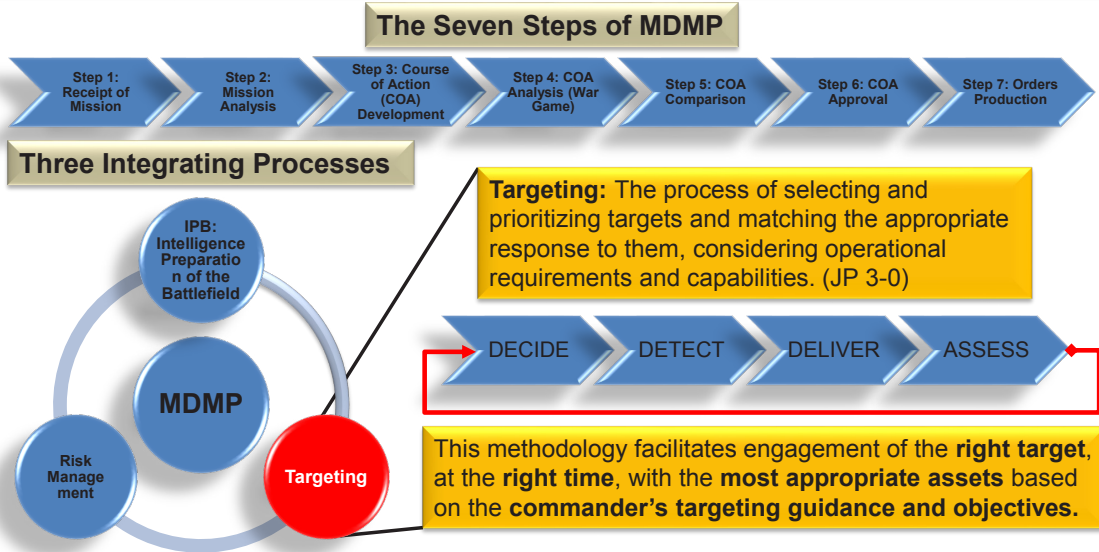 The Seven Steps of MDMP
Step 1:
Receipt of
Mission
Step 2:
Mission
Analysis
Step 3: Course
of Action
(COA)
Development
Step 4: COA
Analysis (War
Game)
Step 5: COA
Comparison
Step 6: COA
Approval
Step 7: Orders
Production
Three Integrating Processes
IPB:
Intelligence
Preparatio
n of the
Battlefield
MDMP
Risk
Manage
ment
Targeting
Targeting: The process of selecting and
prioritizing targets and matching the appropriate
response to them, considering operational
requirements and capabilities. (JP 3-0)
DECIDE
DETECT
DELIVER
ASSESS
This methodology facilitates engagement of the right target,
at the right time, with the most appropriate assets based
on the commander’s targeting guidance and objectives.